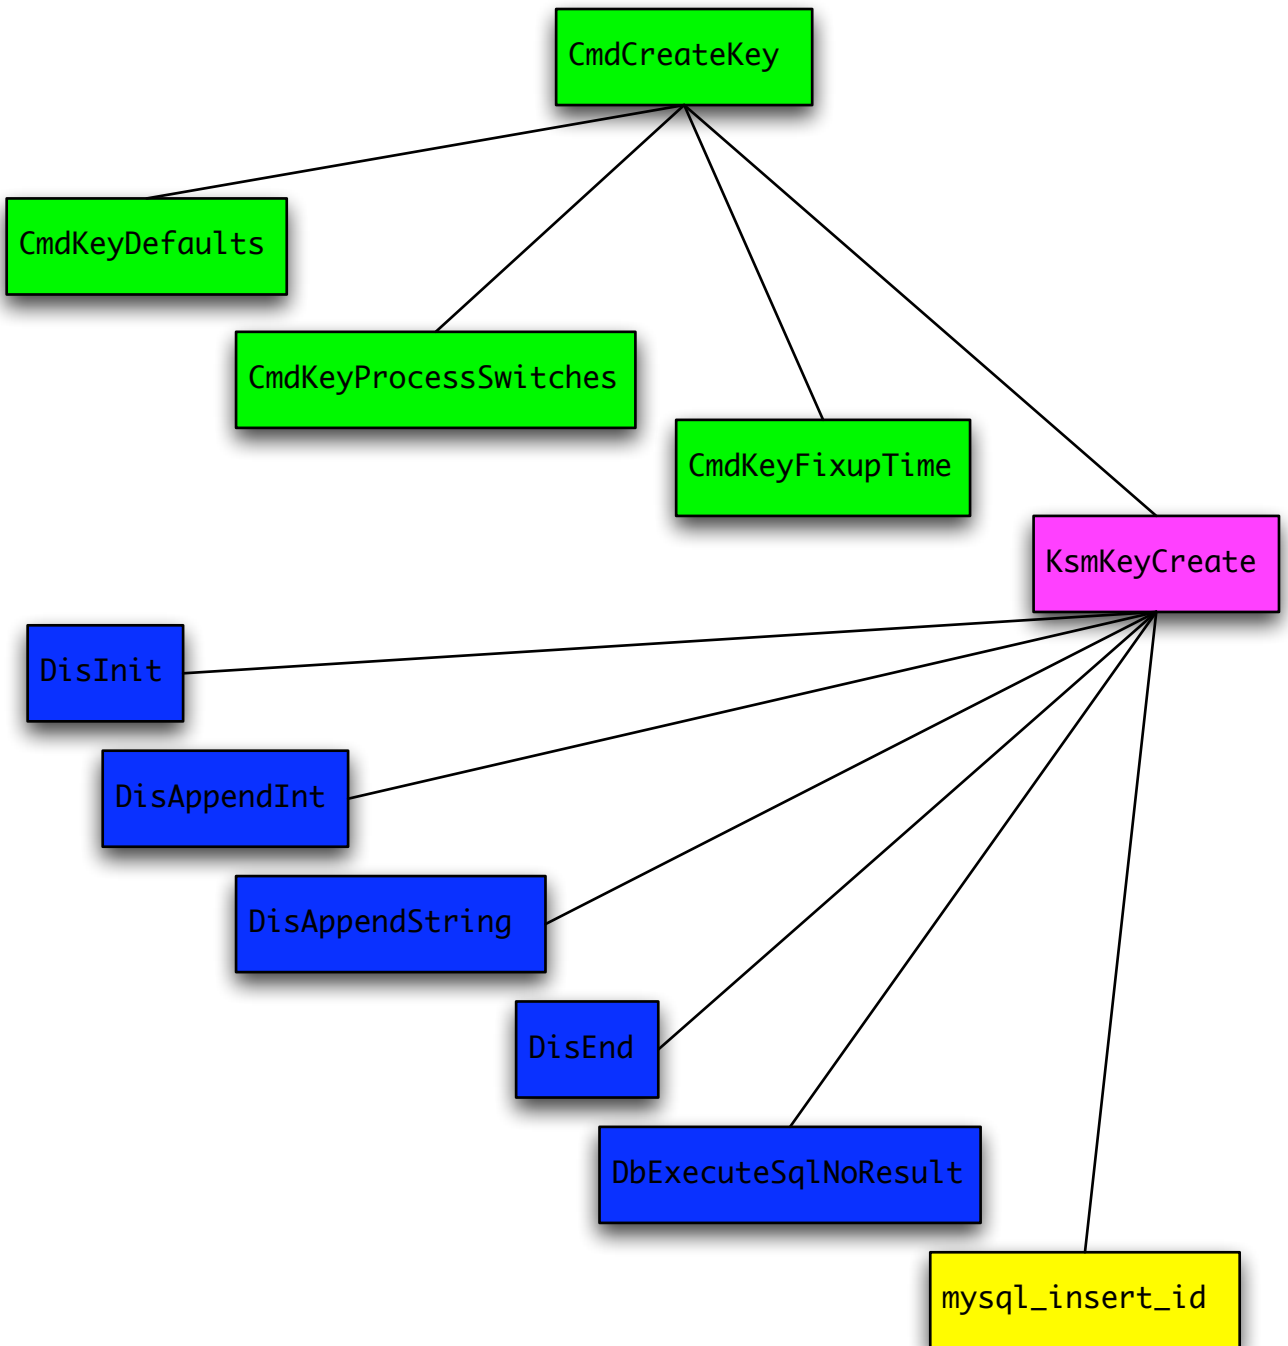 CmdCreateKey
CmdKeyDefaults
CmdKeyProcessSwitches
CmdKeyFixupTime
KsmKeyCreate
DisInit
DisAppendInt
DisAppendString
DisEnd
DbExecuteSqlNoResult
mysql_insert_id